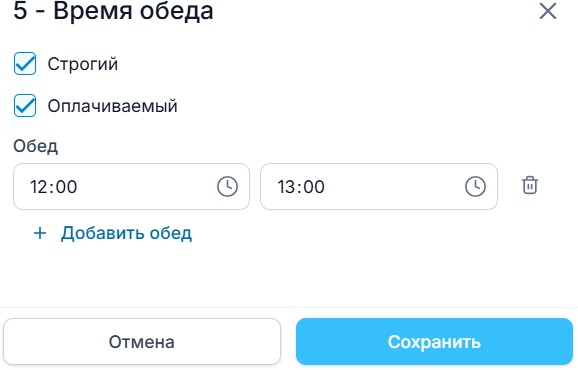 5 - Время обеда
Строгий
Оплачиваемый
Обед
12:00 13:00
+ Добавить обед
Отмена Сохранить